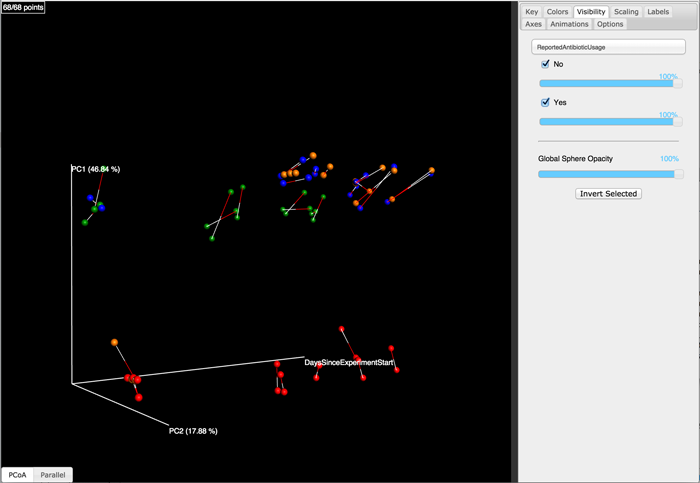 68/68 points
Key Colors Visibility Scaling Labels
Axes Animations Options
ReportedAntibioticUsage
No
100%
Yes
100%
Global Sphere Opacity 100%
Invert Selected
PC1 (46.84 %)
DaysSinceExperimentStart
PC2 (17.88 %)
PCoA Parallel